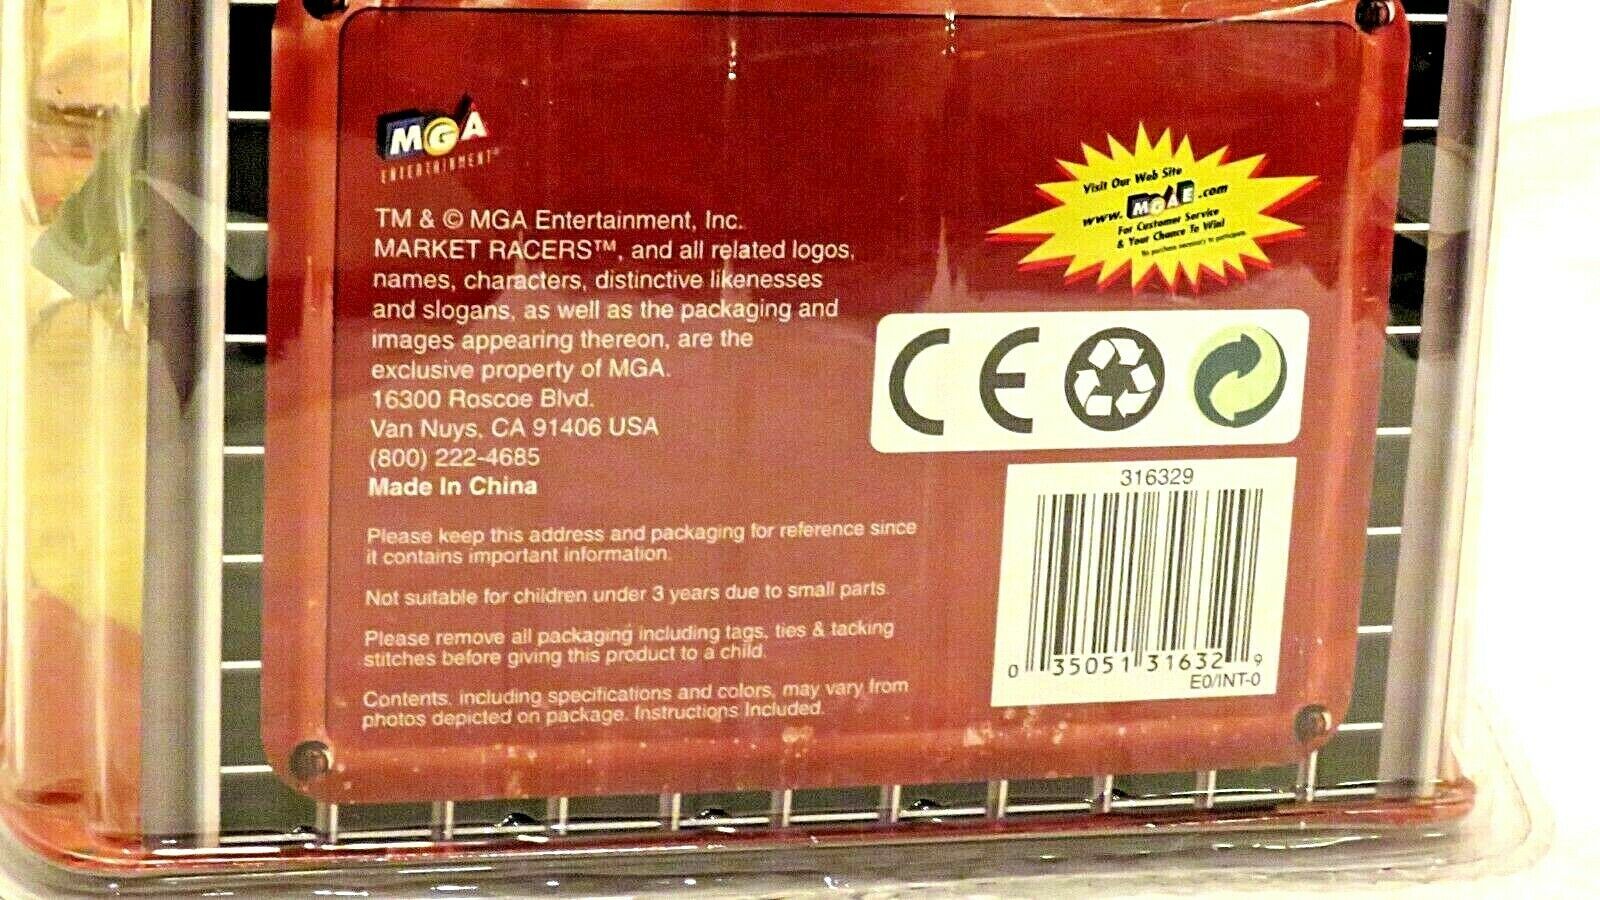 MGA
ENTERTAINMENT
TM & © MGA Entertainment, Inc.
MARKET RACERS™, and all related logos,
names, characters, distinctive likenesses
and slogans, as well as the packaging and
images appearing thereon, are the
exclusive property of MGA.
16300 Roscoe Blvd.
Van Nuys, CA 91406 USA
(800) 222-4685
Made In China
Please keep this address and packaging for reference since
it contains important information.
Not suitable for children under 3 years due to small parts.
Please remove all packaging including tags, ties & tacking
stitches before giving this product to a child.
Contents, including specifications and colors, may vary from
photos depicted on package. Instructions Included.
Visit Our Web Site
www.MGAE.com
For Customer Service
& Your Chance To Win!
No purchase necessary to participate.
CE
316329
0 35051 31632 9
E0/INT-0